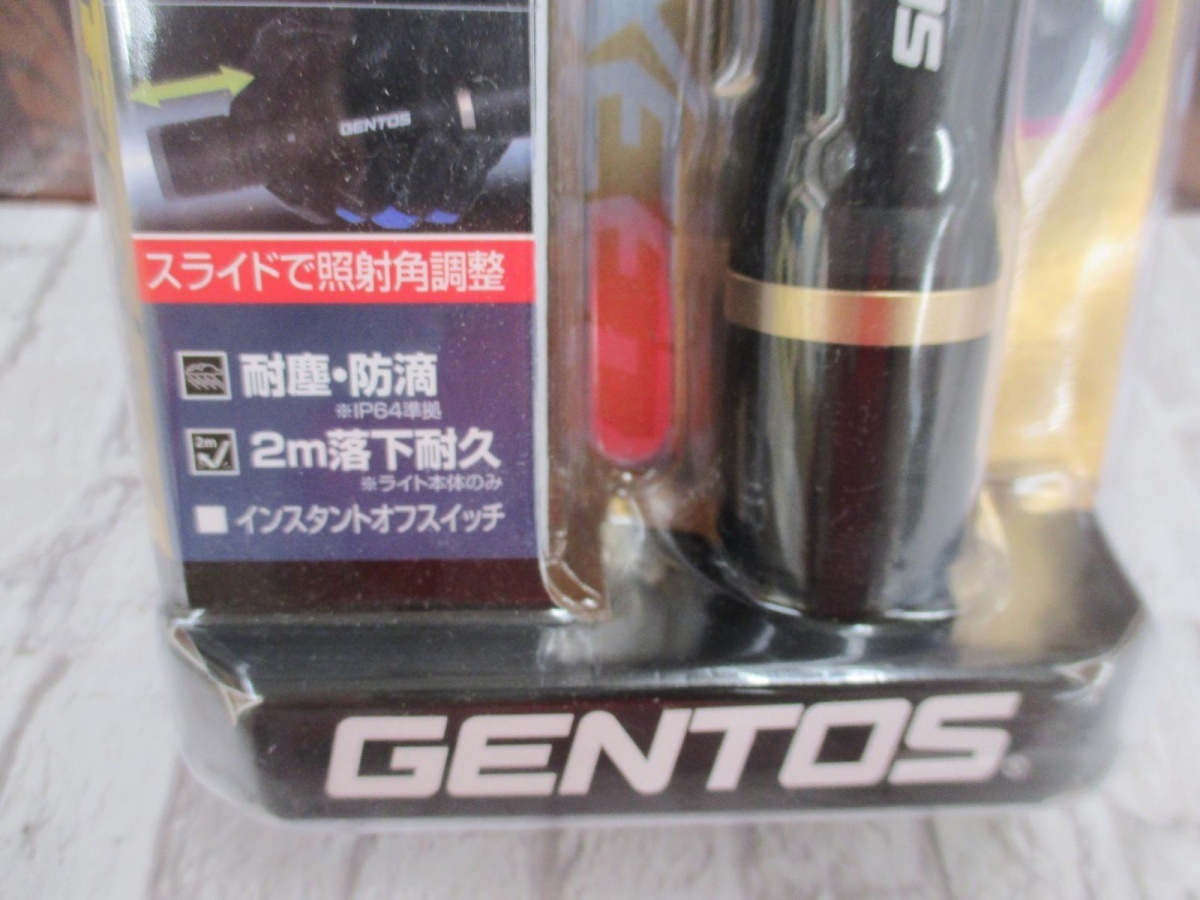 GENTOS
スライドで照射角調整
耐塵・防滴
※IP64準拠
2m
2m落下耐久
※ライト本体のみ
インスタントオフスイッチ
GENTOS®